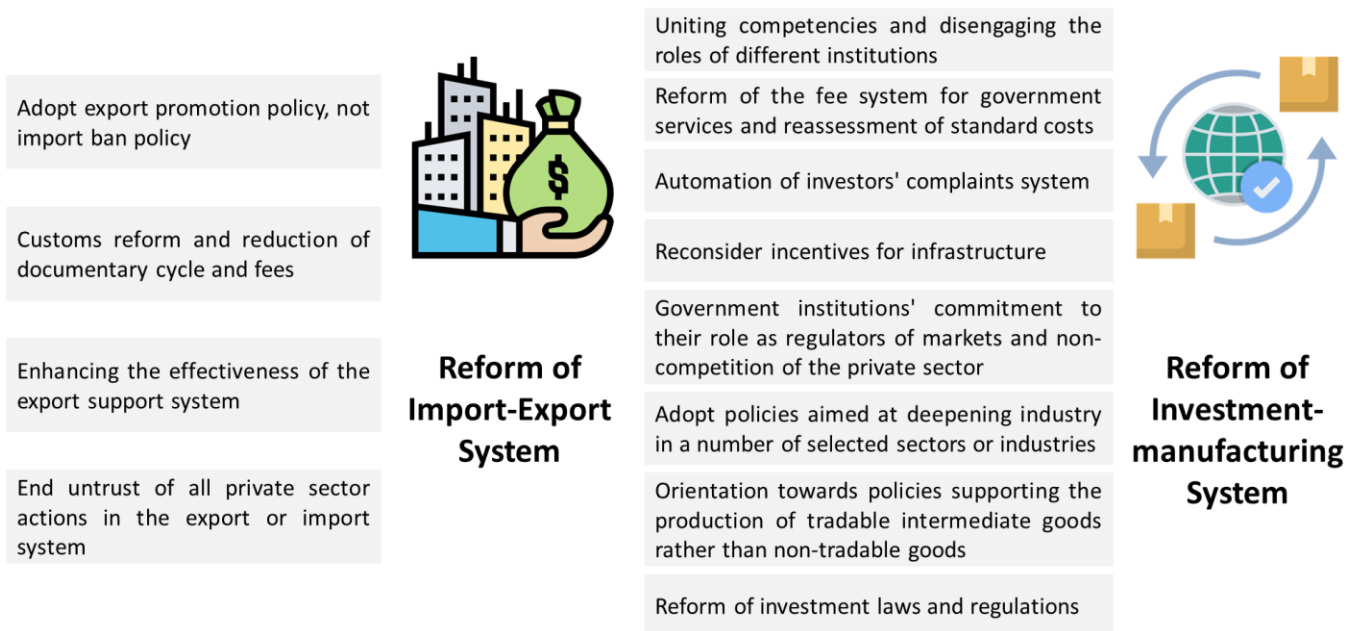 Adopt export promotion policy, not
import ban policy
Customs reform and reduction of
documentary cycle and fees
Enhancing the effectiveness of the
export support system
End untrust of all private sector
actions in the export or import
system
$
Reform of
Import-Export
System
Uniting competencies and disengaging the
roles of different institutions
Reform of the fee system for government
services and reassessment of standard costs
Automation of investors' complaints system
Reconsider incentives for infrastructure
Government institutions' commitment to
their role as regulators of markets and non-
competition of the private sector
Adopt policies aimed at deepening industry
in a number of selected sectors or industries
Orientation towards policies supporting the
production of tradable intermediate goods
rather than non-tradable goods
Reform of investment laws and regulations
Reform of
Investment-
manufacturing
System